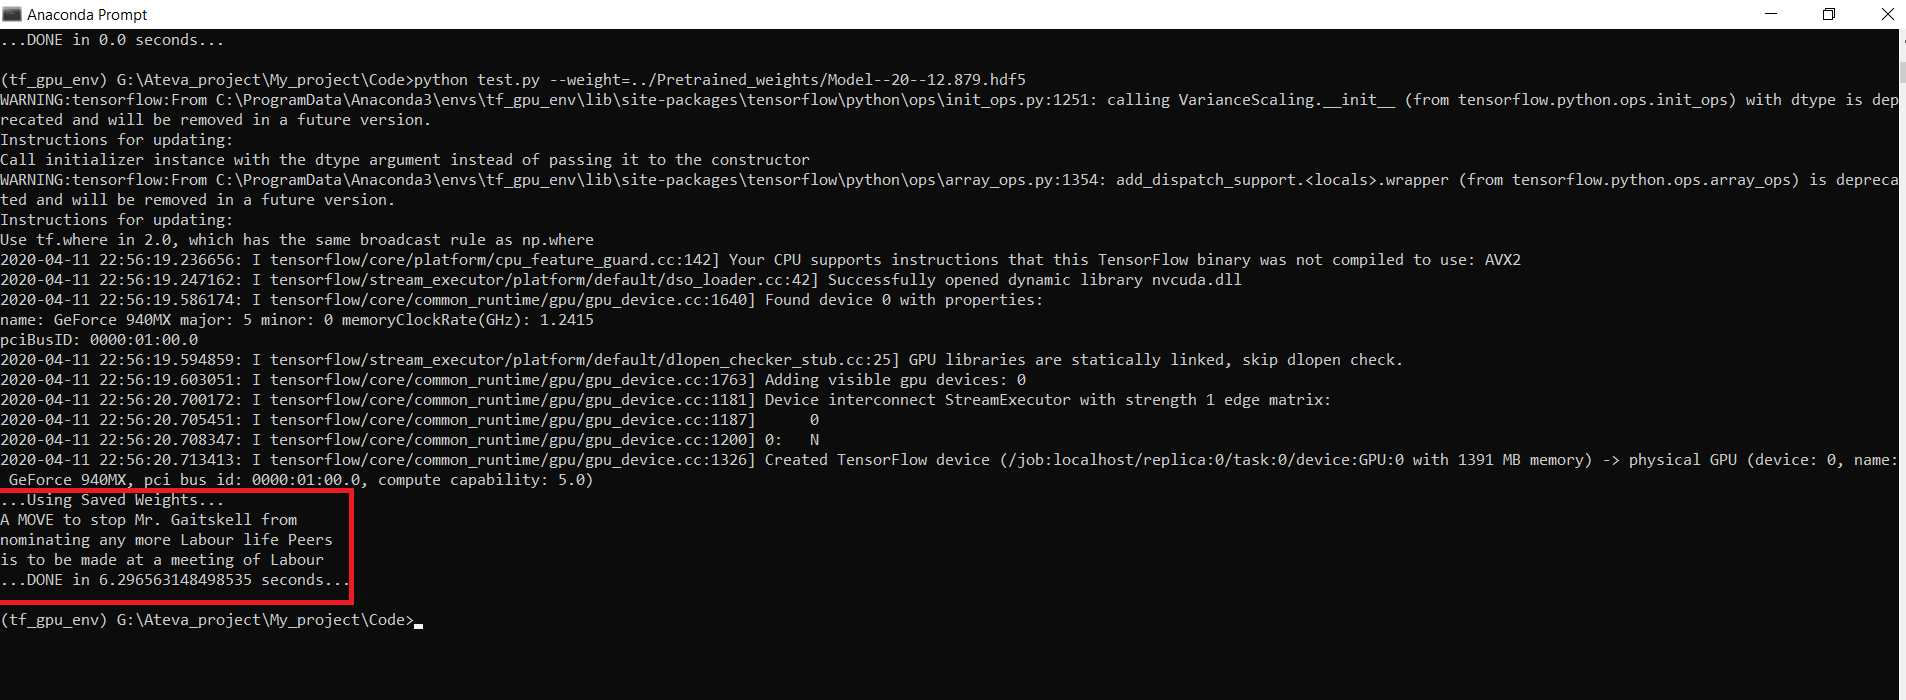 Anaconda Prompt
...DONE in 0.0 seconds...
(tf_gpu_env) G:\Ateva_project\My_project\Code>python test.py --weight=../Pretrained_weights/Model--20--12.879.hdf5
WARNING:tensorflow:From C:\ProgramData\Anaconda3\envs\tf_gpu_env\lib\site-packages\tensorflow\python\ops\init_ops.py:1251: calling VarianceScaling.__init__ (from tensorflow.python.ops.init_ops) with dtype is dep
recated and will be removed in a future version.
Instructions for updating:
Call initializer instance with the dtype argument instead of passing it to the constructor
WARNING:tensorflow:From C:\ProgramData\Anaconda3\envs\tf_gpu_env\lib\site-packages\tensorflow\python\ops\array_ops.py:1354: add_dispatch_support.<locals>.wrapper (from tensorflow.python.ops.array_ops) is depreca
ted and will be removed in a future version.
Instructions for updating:
Use tf.where in 2.0, which has the same broadcast rule as np.where
2020-04-11 22:56:19.236656: I tensorflow/core/platform/cpu_feature_guard.cc:142] Your CPU supports instructions that this TensorFlow binary was not compiled to use: AVX2
2020-04-11 22:56:19.247162: I tensorflow/stream_executor/platform/default/dso_loader.cc:42] Successfully opened dynamic library nvcuda.dll
2020-04-11 22:56:19.586174: I tensorflow/core/common_runtime/gpu/gpu_device.cc:1640] Found device 0 with properties:
name: GeForce 940MX major: 5 minor: 0 memoryClockRate(GHz): 1.2415
pciBusID: 0000:01:00.0
2020-04-11 22:56:19.594859: I tensorflow/stream_executor/platform/default/dlopen_checker_stub.cc:25] GPU libraries are statically linked, skip dlopen check.
2020-04-11 22:56:19.603051: I tensorflow/core/common_runtime/gpu/gpu_device.cc:1763] Adding visible gpu devices: 0
2020-04-11 22:56:20.700172: I tensorflow/core/common_runtime/gpu/gpu_device.cc:1181] Device interconnect StreamExecutor with strength 1 edge matrix:
2020-04-11 22:56:20.705451: I tensorflow/core/common_runtime/gpu/gpu_device.cc:1187]      0
2020-04-11 22:56:20.708347: I tensorflow/core/common_runtime/gpu/gpu_device.cc:1200] 0:   N
2020-04-11 22:56:20.713413: I tensorflow/core/common_runtime/gpu/gpu_device.cc:1326] Created TensorFlow device (/job:localhost/replica:0/task:0/device:GPU:0 with 1391 MB memory) -> physical GPU (device: 0, name:
 GeForce 940MX, pci bus id: 0000:01:00.0, compute capability: 5.0)
...Using Saved Weights...
A MOVE to stop Mr. Gaitskell from
nominating any more Labour life Peers
is to be made at a meeting of Labour
...DONE in 6.296563148498535 seconds...
(tf_gpu_env) G:\Ateva_project\My_project\Code>